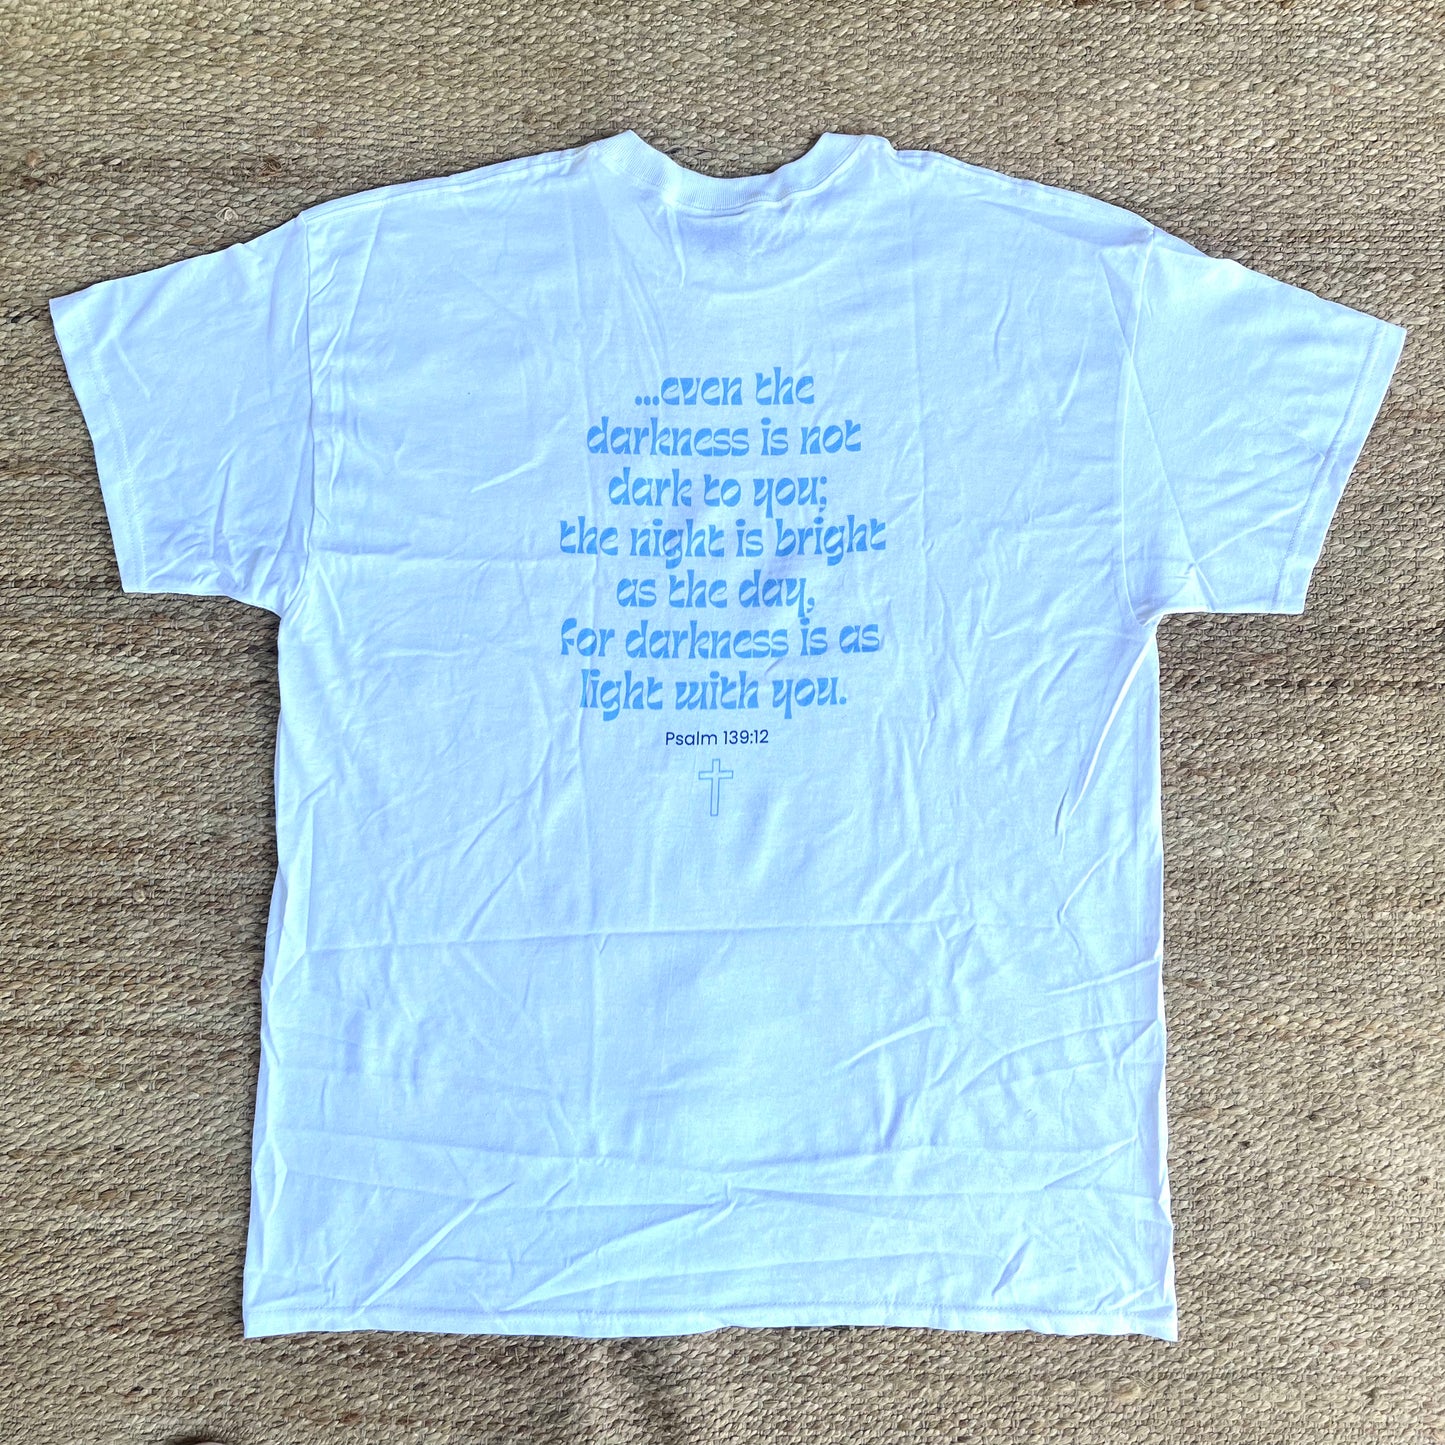 ...even the
darkness is not
dark to you;
the night is bright
as the day,
for darkness is as
light with you.
Psalm 139:12